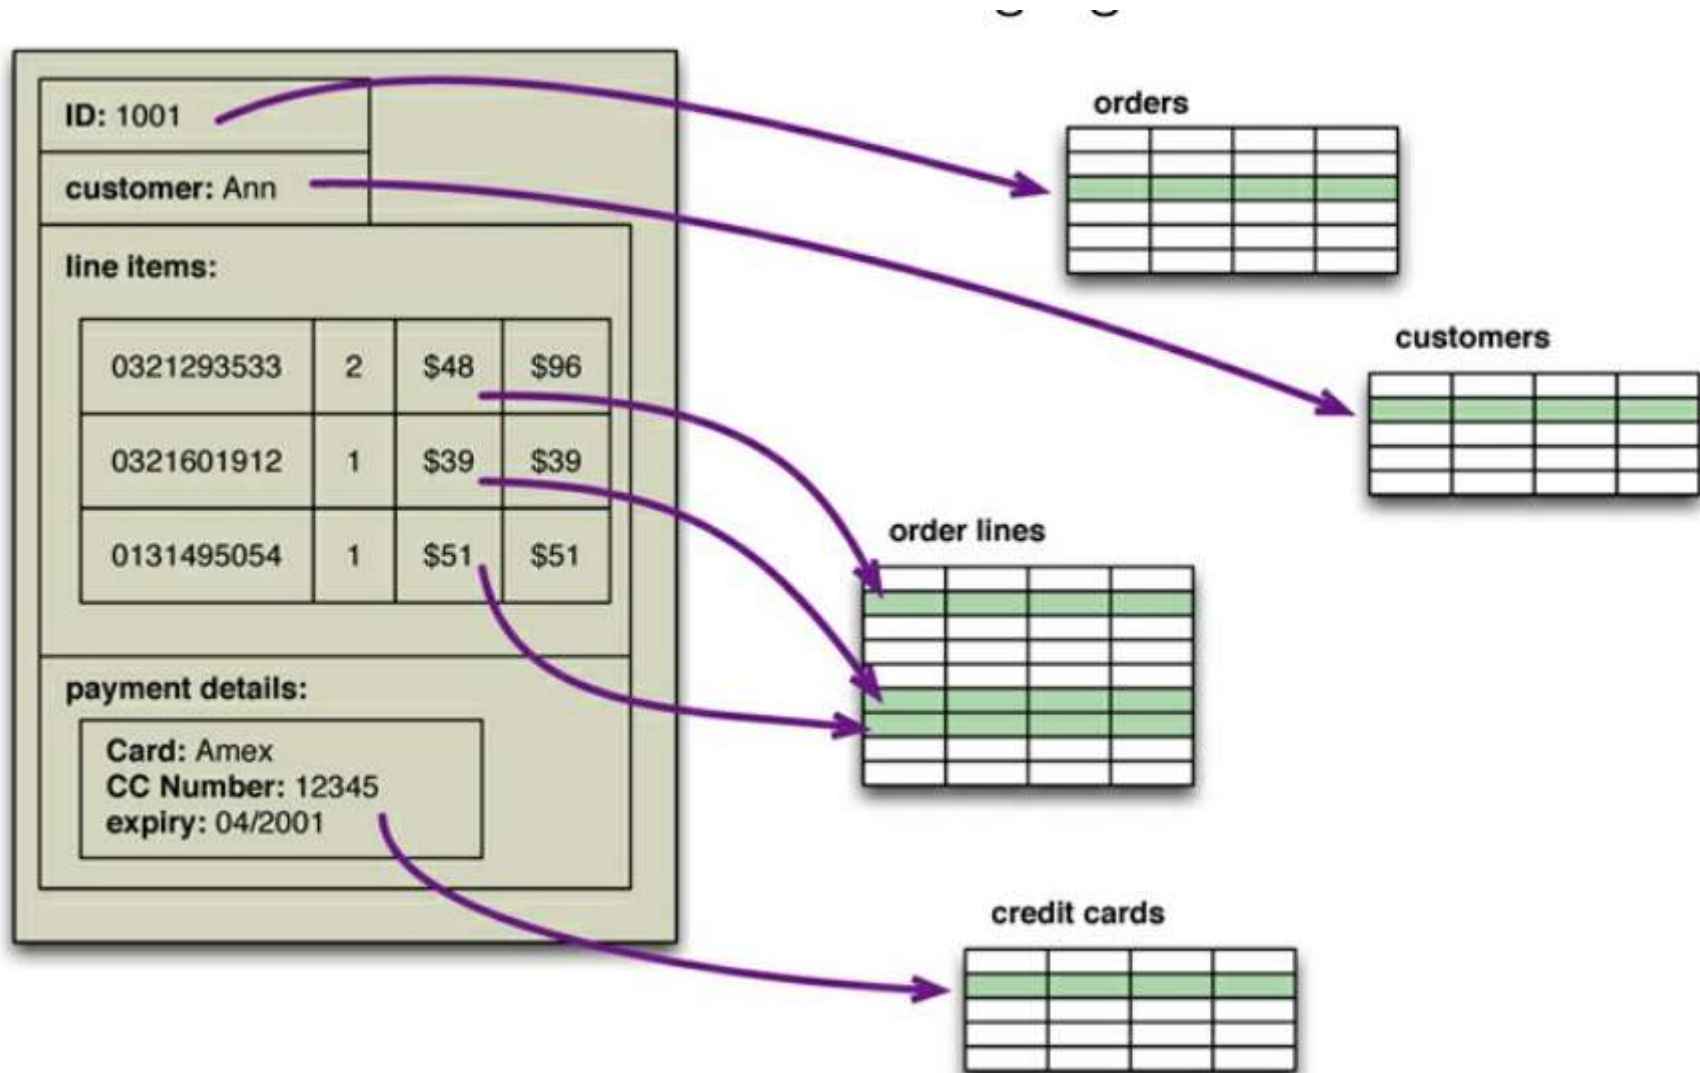 ID: 1001
customer: Ann
line items:
0321293533 2 $48 $96
0321601912 1 $39 $39
0131495054 1 $51 $51
payment details:
Card: Amex
CC Number: 12345
expiry: 04/2001
orders
customers
order lines
credit cards